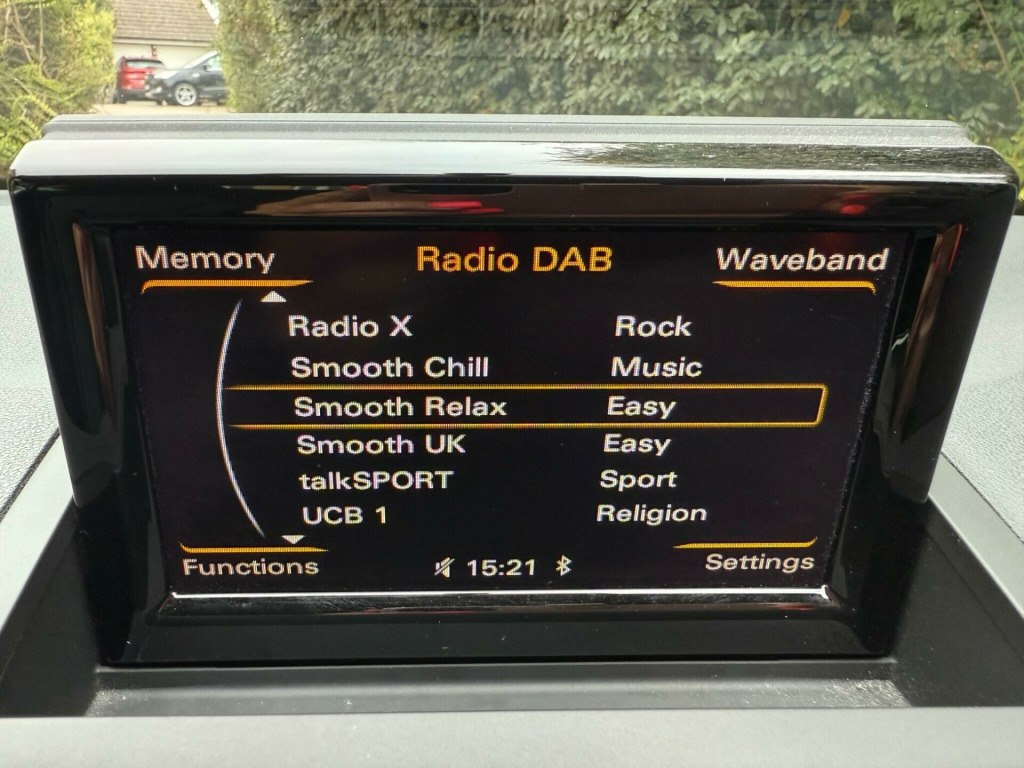 Memory Radio DAB Waveband
Radio X Rock
Smooth Chill Music
Smooth Relax Easy
Smooth UK Easy
talkSPORT Sport
UCB 1 Religion
Functions 15:21 Settings